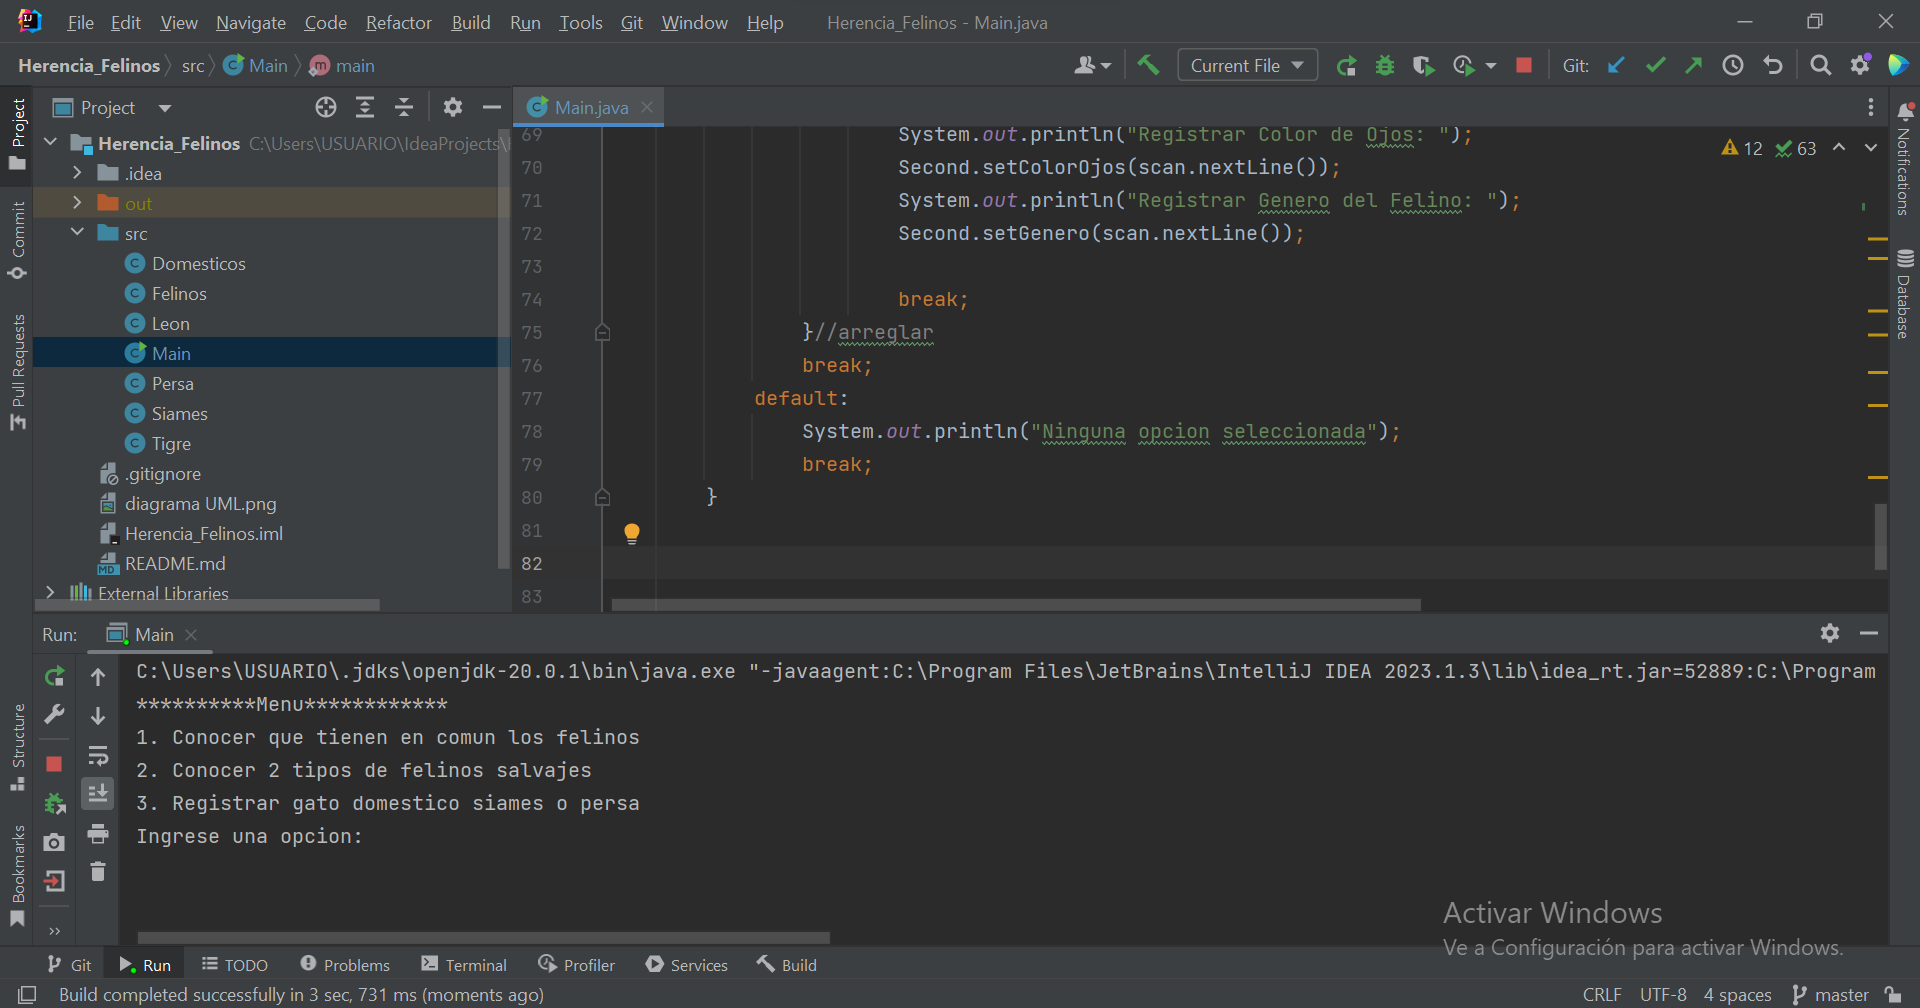 File Edit View Navigate Code Refactor Build Run Tools Git Window Help Herencia_Felinos - Main.java
Herencia_Felinos src Main main Current File Git:
Project Main.java
Project
Commit
Pull Requests
Structure
Bookmarks
Notifications
Database
Herencia_Felinos C:\Users\USUARIO\IdeaProjects\
.idea
out
src
Domesticos
Felinos
Leon
Main
Persa
Siames
Tigre
.gitignore
diagrama UML.png
Herencia_Felinos.iml
README.md
External Libraries
12 63
69 System.out.println("Registrar Color de Ojos: ");
70 Second.setColorOjos(scan.nextLine());
71 System.out.println("Registrar Genero del Felino: ");
72 Second.setGenero(scan.nextLine());
73
74 break;
75 }//arreglar
76 break;
77 default:
78 System.out.println("Ninguna opcion seleccionada");
79 break;
80 }
81
82
83
Run: Main
C:\Users\USUARIO\.jdks\openjdk-20.0.1\bin\java.exe "-javaagent:C:\Program Files\JetBrains\IntelliJ IDEA 2023.1.3\lib\idea_rt.jar=52889:C:\Program
**********Menu************
1. Conocer que tienen en comun los felinos
2. Conocer 2 tipos de felinos salvajes
3. Registrar gato domestico siames o persa
Ingrese una opcion:
Activar Windows
Ve a Configuración para activar Windows.
Git Run TODO Problems Terminal Profiler Services Build
Build completed successfully in 3 sec, 731 ms (moments ago) CRLF UTF-8 4 spaces master